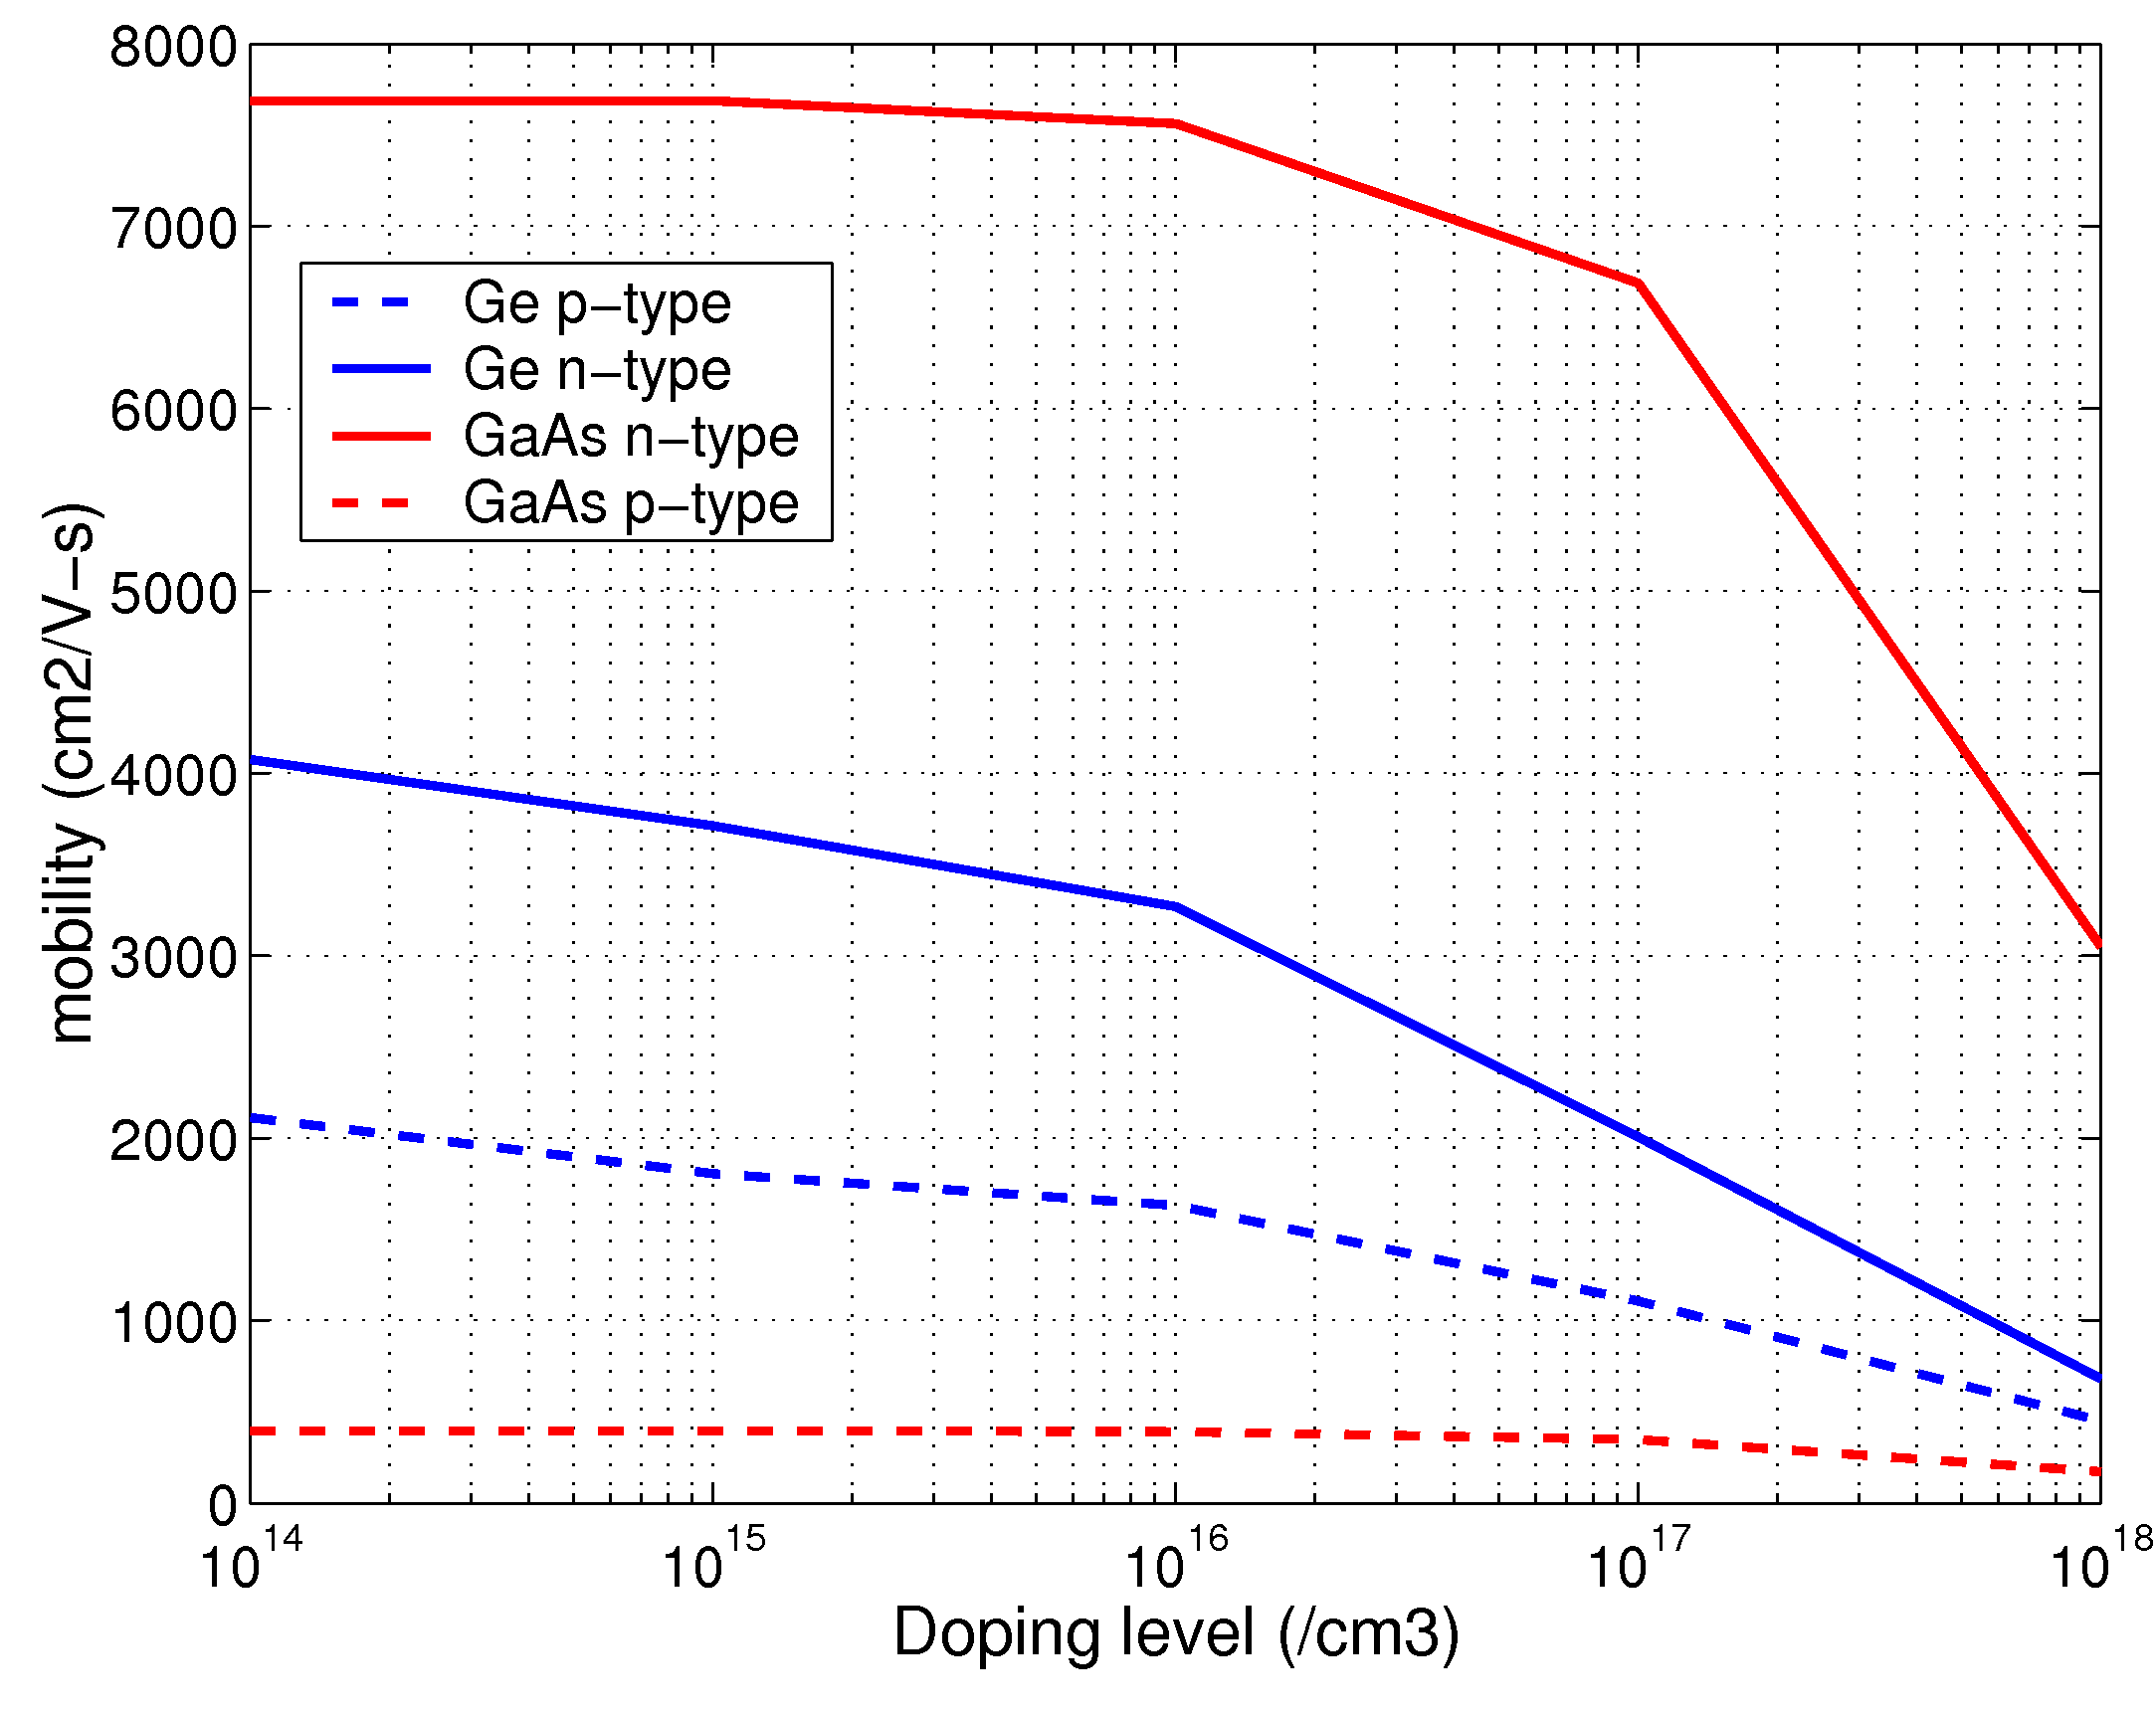 8000
7000
6000
5000
4000
3000
2000
1000
0
mobility (cm2/V−s)
Ge p−type
Ge n−type
GaAs n−type
GaAs p−type
10^14
10^15
10^16
10^17
10^18
Doping level (/cm3)